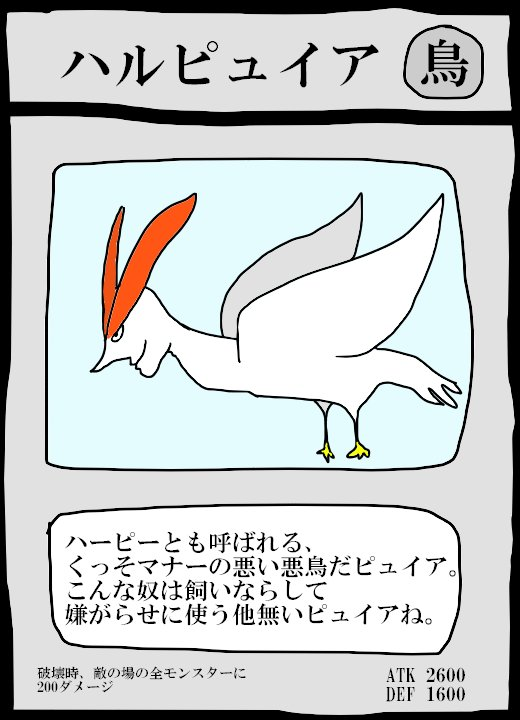 ハルピュイア 鳥
ハーピーとも呼ばれる、
くっそマナーの悪い悪鳥だピュイア。
こんな奴は飼いならして
嫌がらせに使う他無いピュイアね。
破壊時、敵の場の全モンスターに
200ダメージ
ATK 2600
DEF 1600